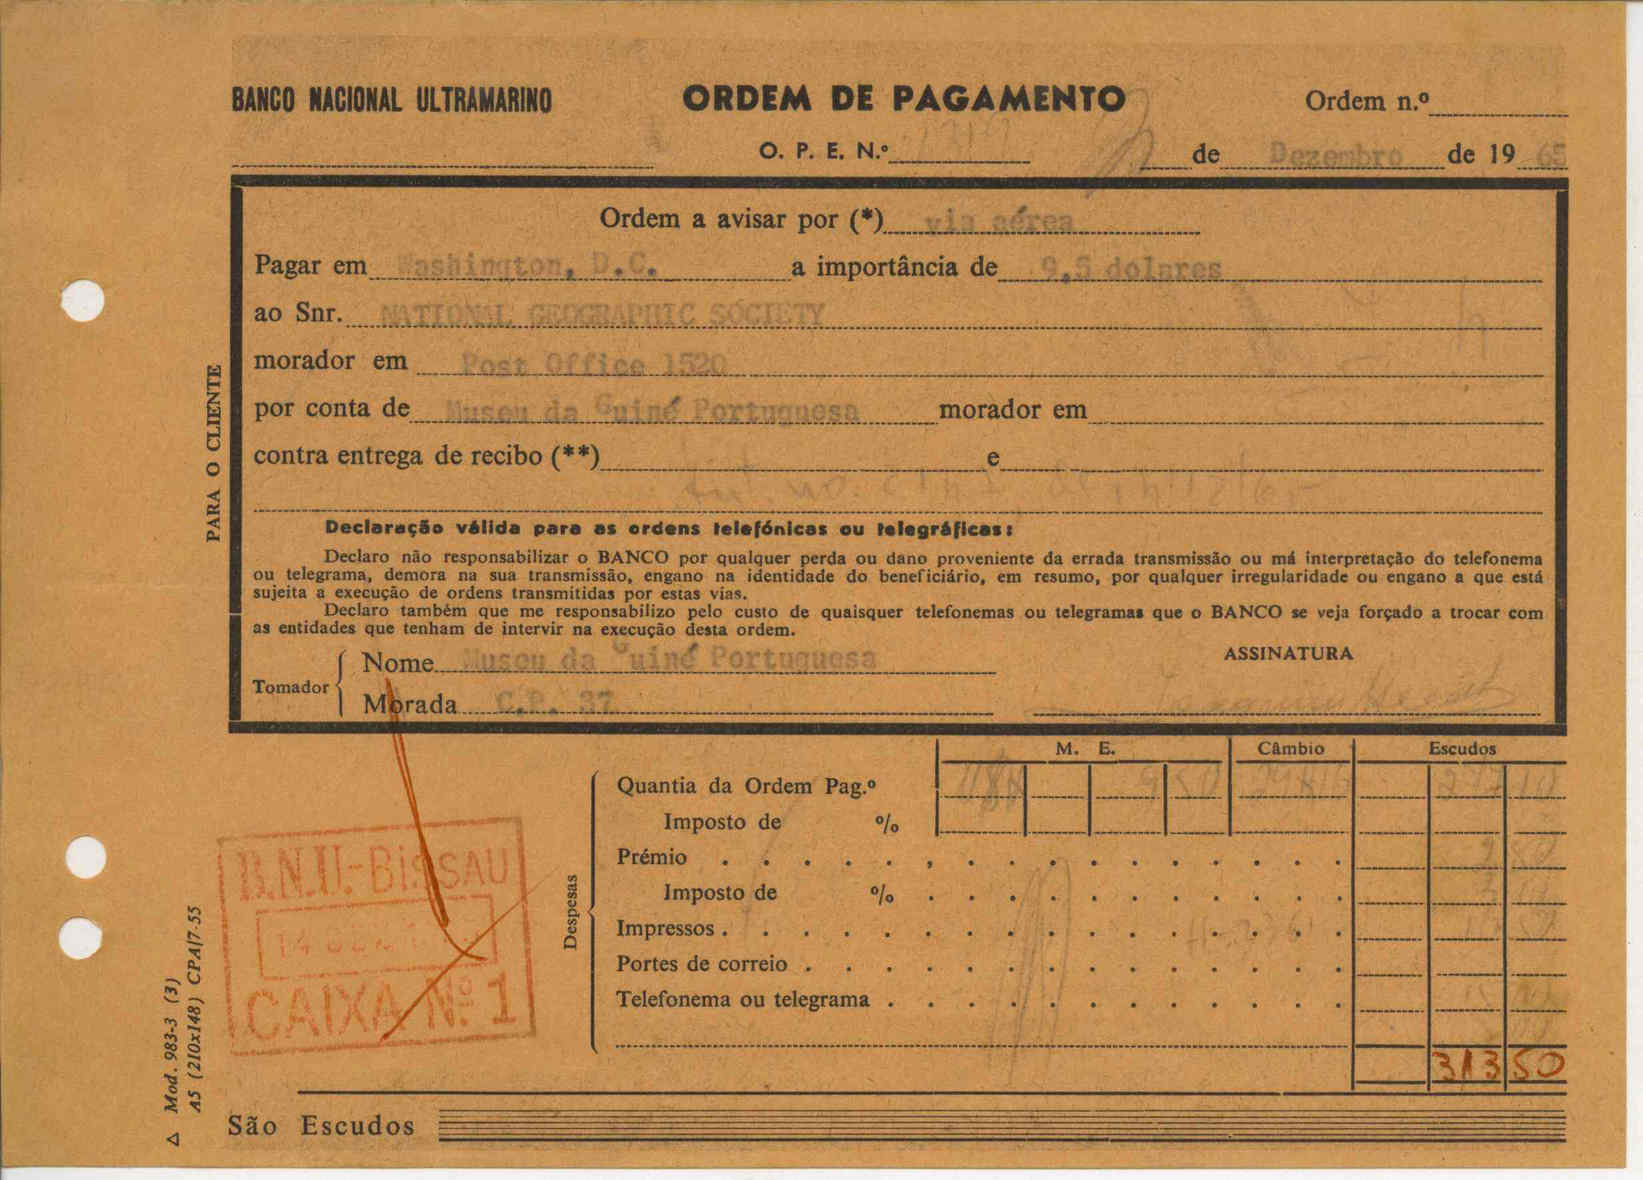 BANCO NACIONAL ULTRAMARINO
ORDEM DE PAGAMENTO
Ordem n.º
O. P. E. N.º
de Dezembro de 1965
Ordem a avisar por (*) via aérea
Pagar em Washington, D.C. a importância de 9,5 dolares
ao Snr. NATIONAL GEOGRAPHIC SOCIETY
morador em Post Office 1520
por conta de Museu da Guiné Portuguesa morador em
contra entrega de recibo (**) e
Declaração válida para as ordens telefónicas ou telegráficas:
Declaro não responsabilizar o BANCO por qualquer perda ou dano proveniente da errada transmissão ou má interpretação do telefonema
ou telegrama, demora na sua transmissão, engano na identidade do beneficiário, em resumo, por qualquer irregularidade ou engano a que está
sujeita a execução de ordens transmitidas por estas vias.
Declaro também que me responsabilizo pelo custo de quaisquer telefonemas ou telegramas que o BANCO se veja forçado a trocar com
as entidades que tenham de intervir na execução desta ordem.
Tomador
Nome Museu da Guiné Portuguesa
Morada C.P. 37
ASSINATURA
PARA O CLIENTE
M. E. Câmbio Escudos
Quantia da Ordem Pag.º
Imposto de %
Despesas
Prémio
Imposto de %
Impressos
Portes de correio
Telefonema ou telegrama
313 50
São Escudos
B.N.U.-BISSAU
14
CAIXA Nº 1
Δ Mod. 983-3 (3)
A5 (210x148) CPA/7-55